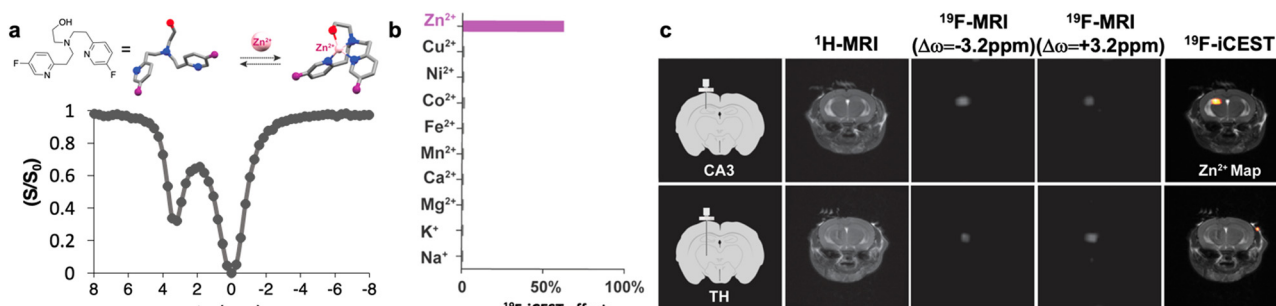 a
OH
N
F
N
N
F
=
Zn²⁺
Zn²⁺
(S/S₀)
1
0.8
0.6
0.4
0.2
0
8 6 4 2 0 -2 -4 -6 -8
b
Zn²⁺
Cu²⁺
Ni²⁺
Co²⁺
Fe²⁺
Mn²⁺
Ca²⁺
Mg²⁺
K⁺
Na⁺
0 50% 100%
c
¹H-MRI
¹⁹F-MRI
(Δω=-3.2ppm)
¹⁹F-MRI
(Δω=+3.2ppm)
¹⁹F-iCEST
CA3
Zn²⁺ Map
TH